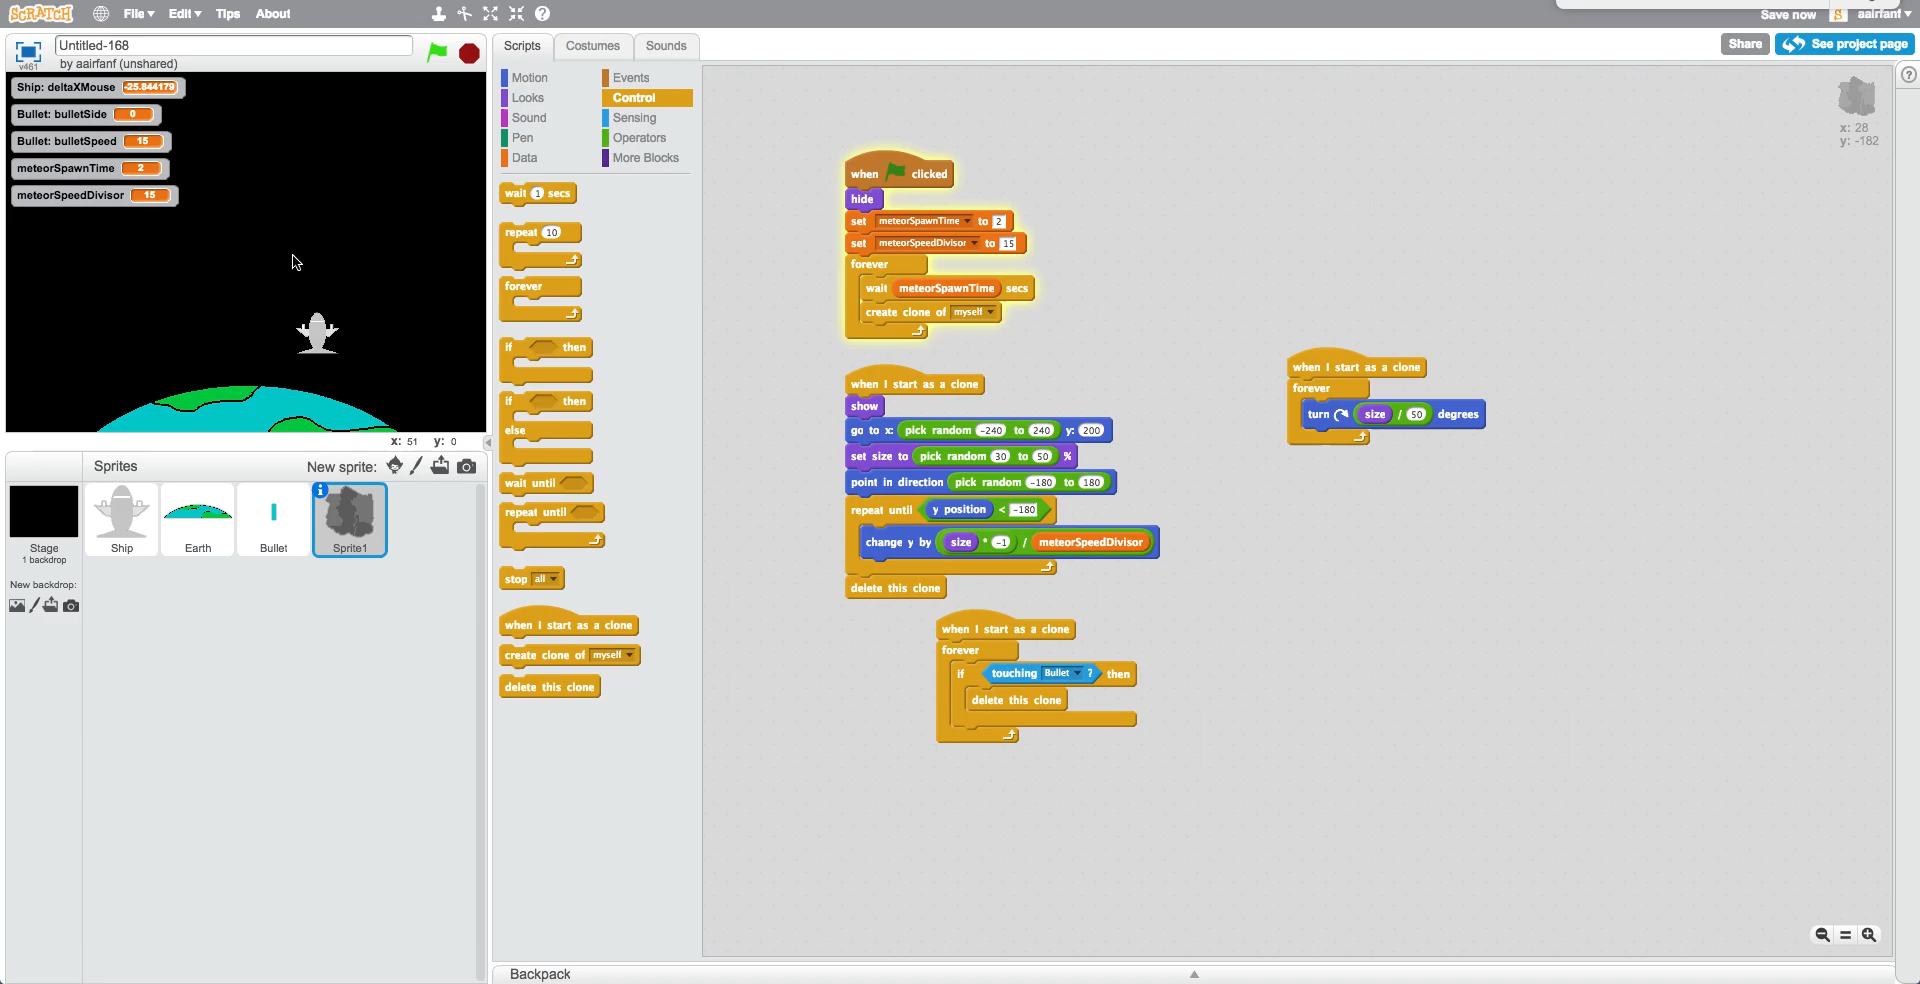 SCRATCH File Edit Tips About Save now aairfanf
v461
Untitled-168
by aairfanf (unshared)
Scripts Costumes Sounds
Share See project page
Ship: deltaXMouse -25.844179
Bullet: bulletSide 0
Bullet: bulletSpeed 15
meteorSpawnTime 2
meteorSpeedDivisor 15
x: 51 y: 0
Sprites New sprite:
Stage
1 backdrop
New backdrop:
Ship
Earth
Bullet
Sprite1
Motion Events
Looks Control
Sound Sensing
Pen Operators
Data More Blocks
wait 1 secs
repeat 10
forever
if then
if then
else
wait until
repeat until
stop all
when I start as a clone
create clone of myself
delete this clone
when clicked
hide
set meteorSpawnTime to 2
set meteorSpeedDivisor to 15
forever
wait meteorSpawnTime secs
create clone of myself
when I start as a clone
show
go to x: pick random -240 to 240 y: 200
set size to pick random 30 to 50 %
point in direction pick random -180 to 180
repeat until y position < -180
change y by size * -1 / meteorSpeedDivisor
delete this clone
when I start as a clone
forever
if touching Bullet ? then
delete this clone
when I start as a clone
forever
turn size / 50 degrees
x: 28
y: -182
Backpack